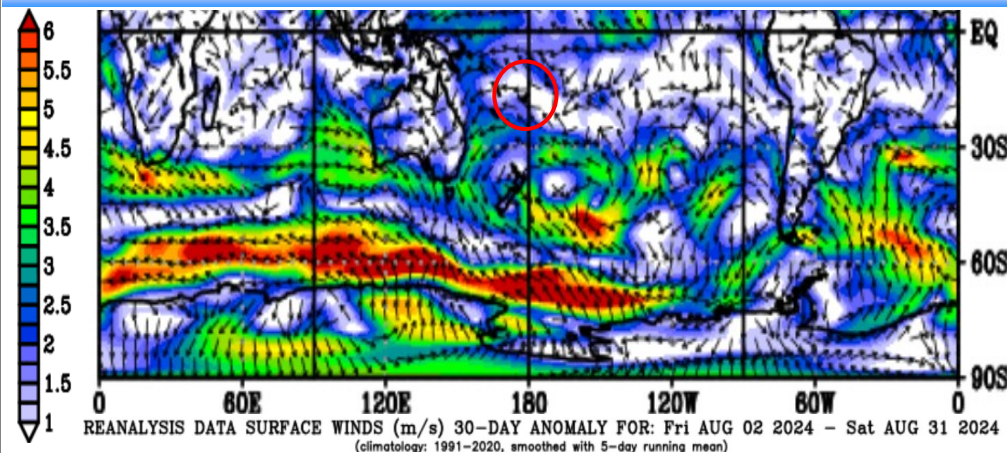 6
5.5
5
4.5
4
3.5
3
2.5
2
1.5
1
EQ
30S
60S
90S
0 60E 120E 180 120W 60W 0
REANALYSIS DATA SURFACE WINDS (m/s) 30-DAY ANOMALY FOR: Fri AUG 02 2024 – Sat AUG 31 2024
(climatology: 1991-2020, smoothed with 5-day running mean)